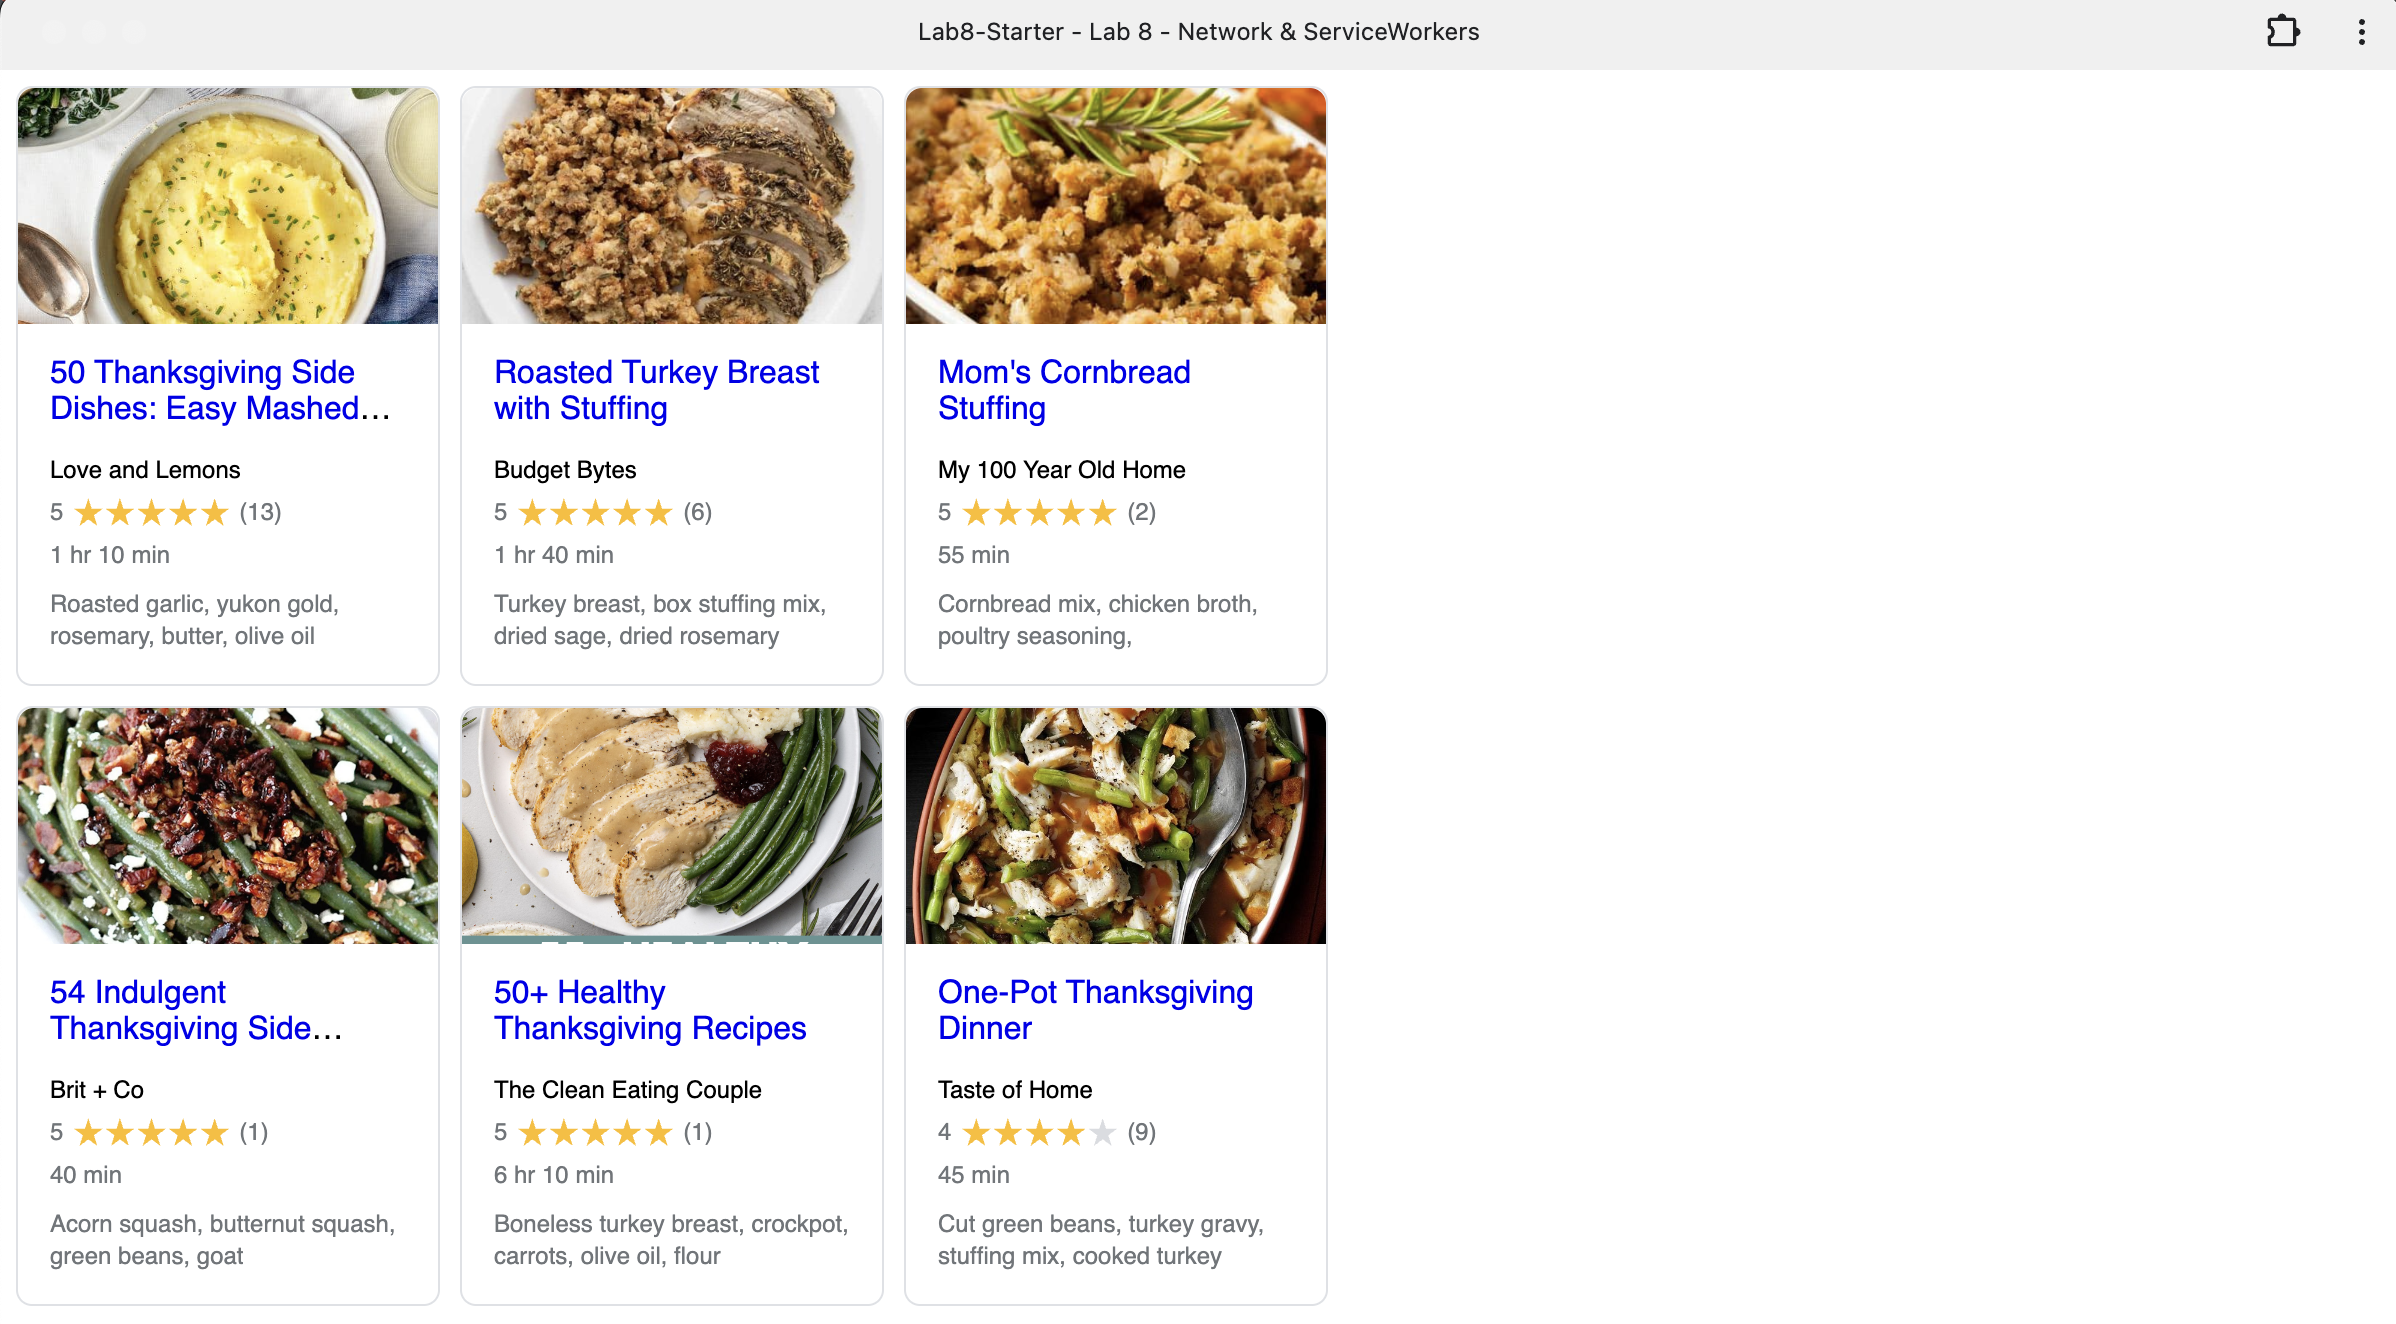 Lab8-Starter - Lab 8 - Network & ServiceWorkers
50 Thanksgiving Side
Dishes: Easy Mashed…
Love and Lemons
5 ★★★★★ (13)
1 hr 10 min
Roasted garlic, yukon gold,
rosemary, butter, olive oil
Roasted Turkey Breast
with Stuffing
Budget Bytes
5 ★★★★★ (6)
1 hr 40 min
Turkey breast, box stuffing mix,
dried sage, dried rosemary
Mom's Cornbread
Stuffing
My 100 Year Old Home
5 ★★★★★ (2)
55 min
Cornbread mix, chicken broth,
poultry seasoning,
54 Indulgent
Thanksgiving Side…
Brit + Co
5 ★★★★★ (1)
40 min
Acorn squash, butternut squash,
green beans, goat
50+ Healthy
Thanksgiving Recipes
The Clean Eating Couple
5 ★★★★★ (1)
6 hr 10 min
Boneless turkey breast, crockpot,
carrots, olive oil, flour
One-Pot Thanksgiving
Dinner
Taste of Home
4 ★★★★★ (9)
45 min
Cut green beans, turkey gravy,
stuffing mix, cooked turkey